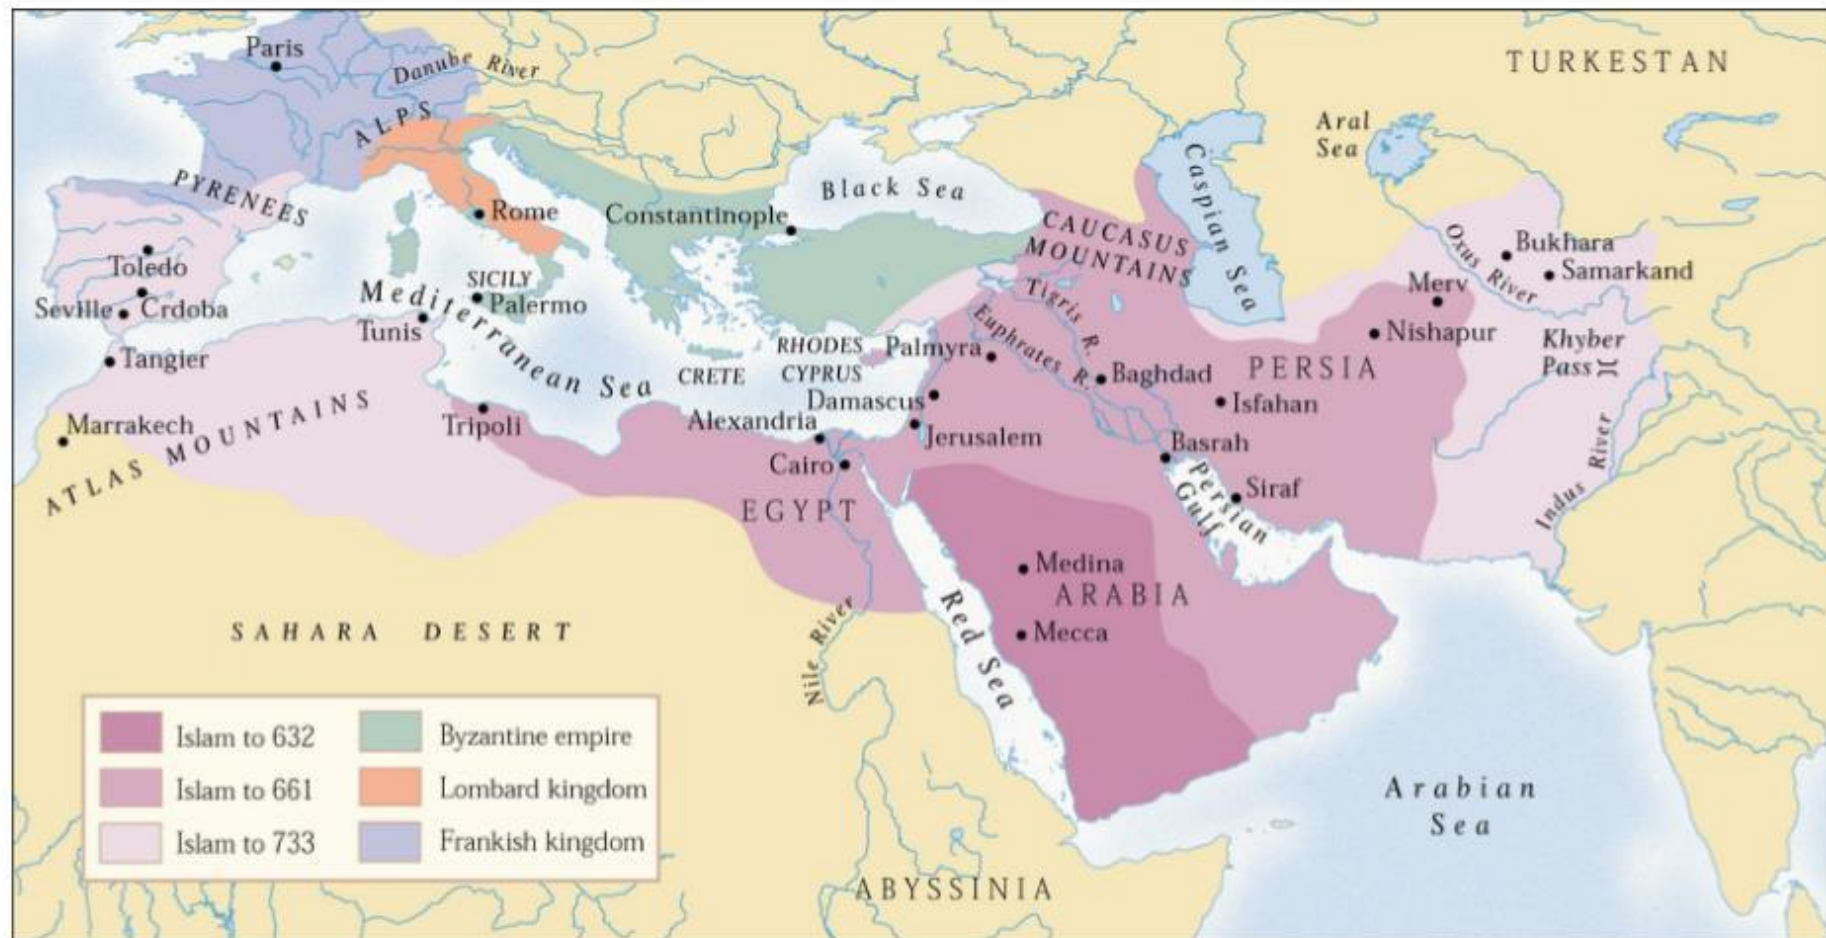 Paris
Danube River
ALPS
TURKESTAN
Aral
Sea
Caspian Sea
PYRENEES
Black Sea
Rome
Constantinople
CAUCASUS
MOUNTAINS
Oxus River
Bukhara
Samarkand
Toledo
SICILY
Merv
Seville
Crdoba
Mediterranean Sea
Palermo
Tunis
Tigris R.
Euphrates R.
Nishapur
Khyber
Pass
Tangier
RHODES
CYPRUS
CRETE
Palmyra
Baghdad
PERSIA
Damascus
Isfahan
Marrakech
ATLAS MOUNTAINS
Tripoli
Alexandria
Jerusalem
Cairo
Basrah
Indus River
Persian
Gulf
Siraf
EGYPT
Medina
ARABIA
Mecca
Red Sea
Nile River
SAHARA DESERT
Islam to 632
Islam to 661
Islam to 733
Byzantine empire
Lombard kingdom
Frankish kingdom
Arabian
Sea
ABYSSINIA